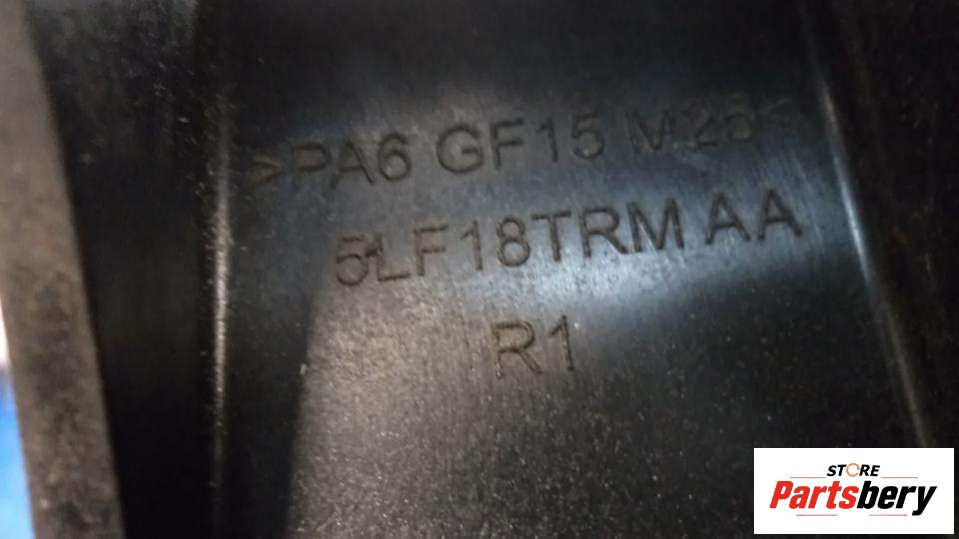 >PA6 GF15 M25<
5LF18TRM AA
R1
STORE
Partsbery